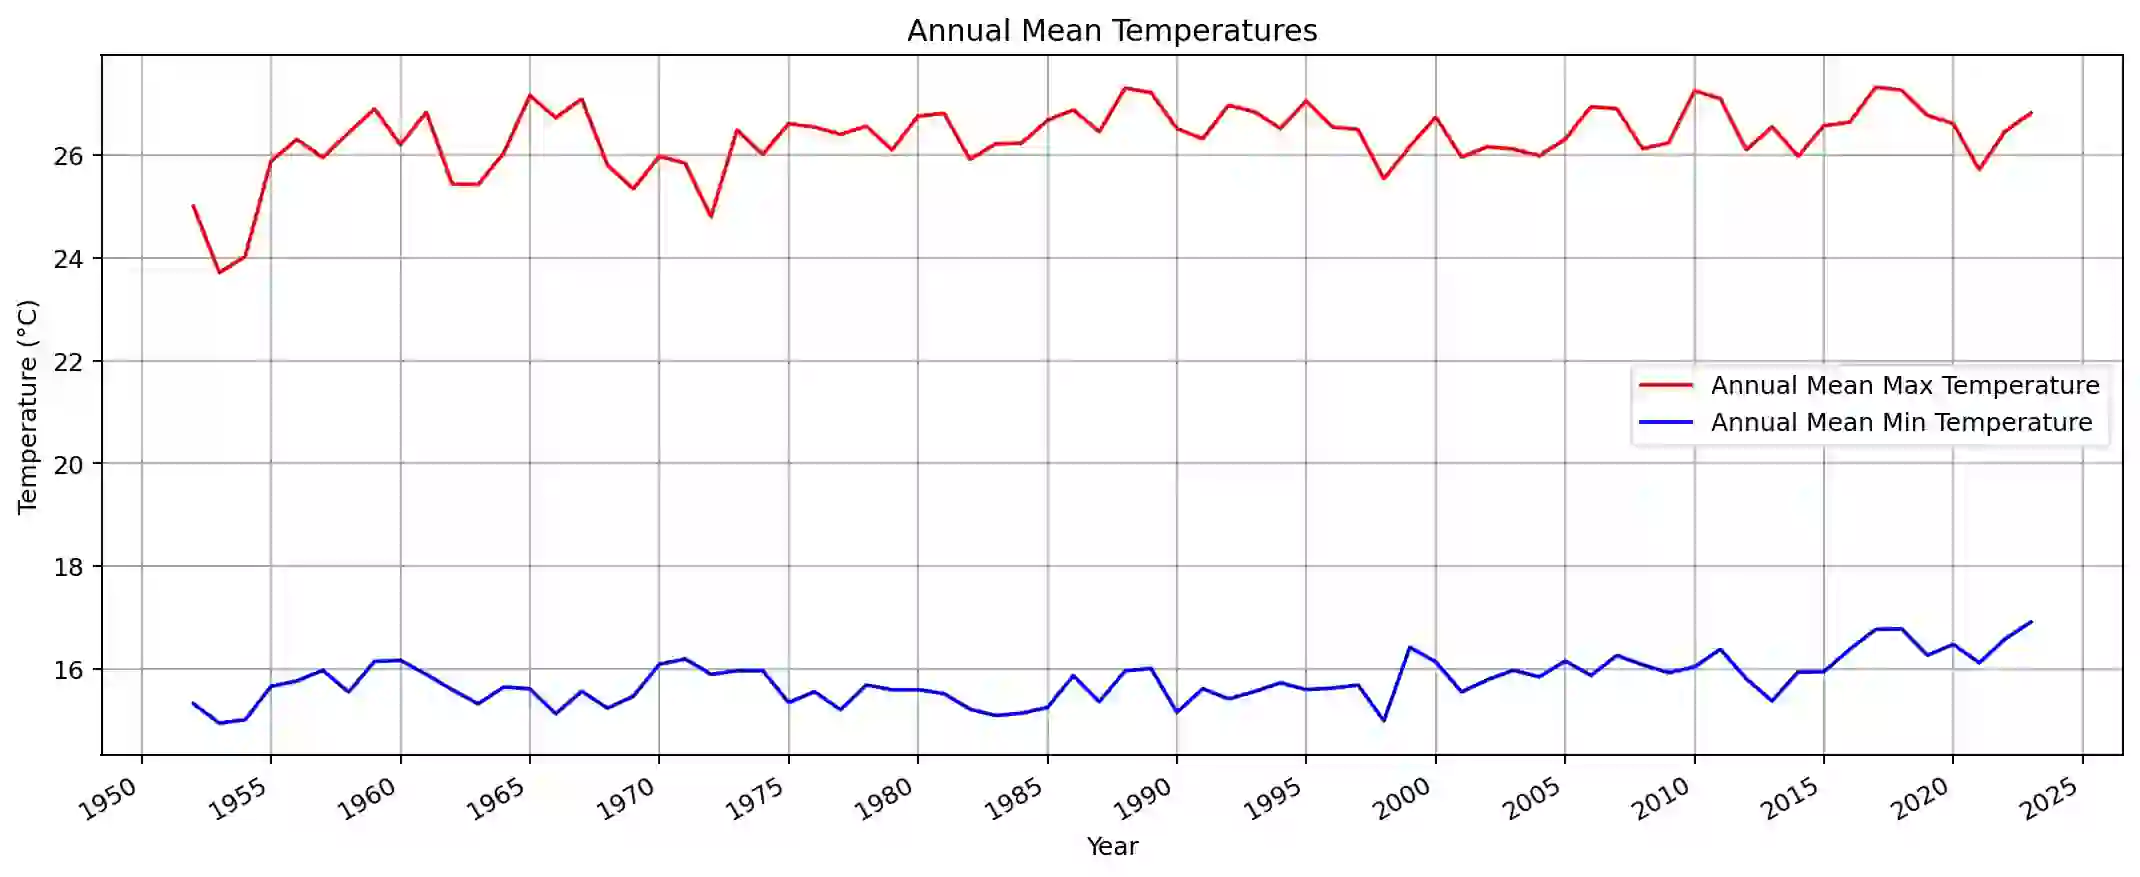 Annual Mean Temperatures
Temperature (°C)
26
24
22
20
18
16
Annual Mean Max Temperature
Annual Mean Min Temperature
1950 1955 1960 1965 1970 1975 1980 1985 1990 1995 2000 2005 2010 2015 2020 2025
Year